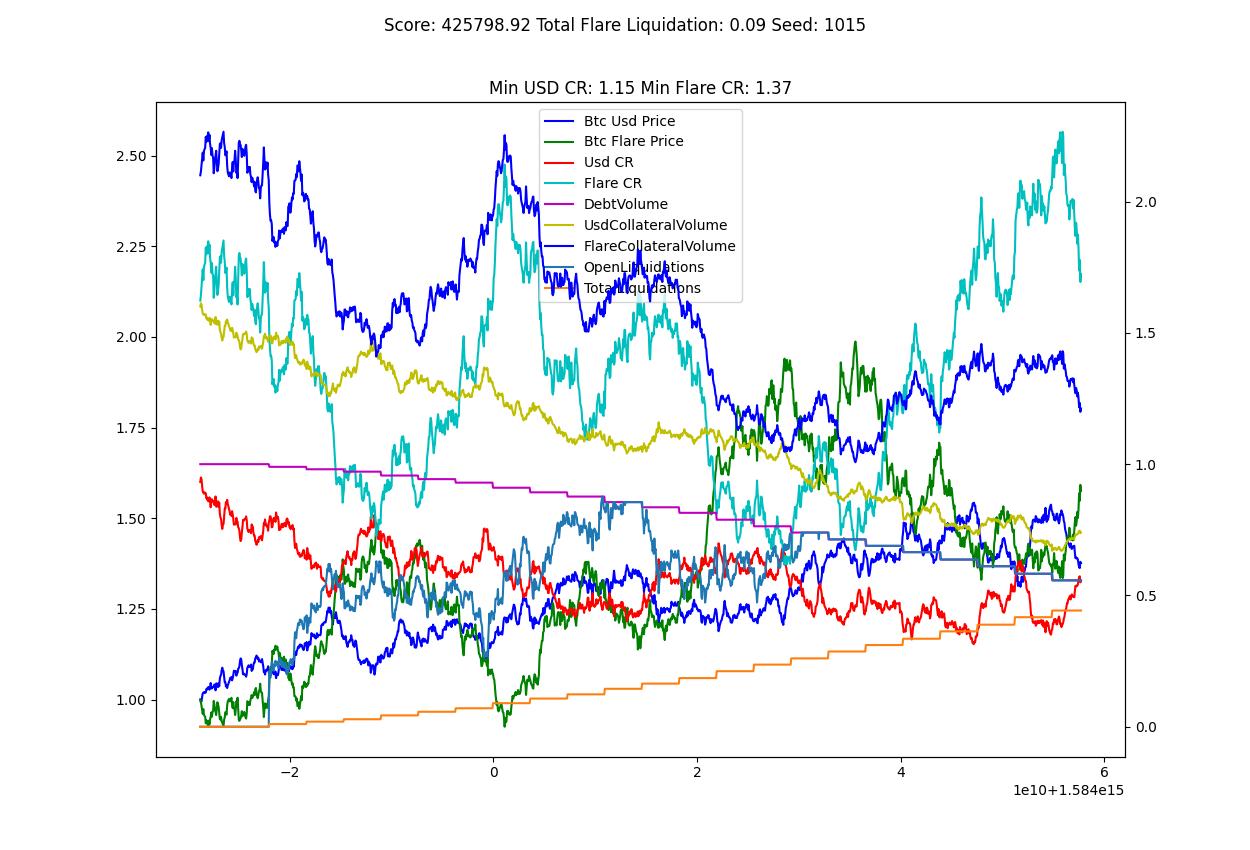 Score: 425798.92 Total Flare Liquidation: 0.09 Seed: 1015
Min USD CR: 1.15 Min Flare CR: 1.37
Btc Usd Price
Btc Flare Price
Usd CR
Flare CR
DebtVolume
UsdCollateralVolume
FlareCollateralVolume
OpenLiquidations
TotalLiquidations
2.50
2.25
2.00
1.75
1.50
1.25
1.00
2.0
1.5
1.0
0.5
0.0
−2
0
2
4
6
1e10+1.584e15